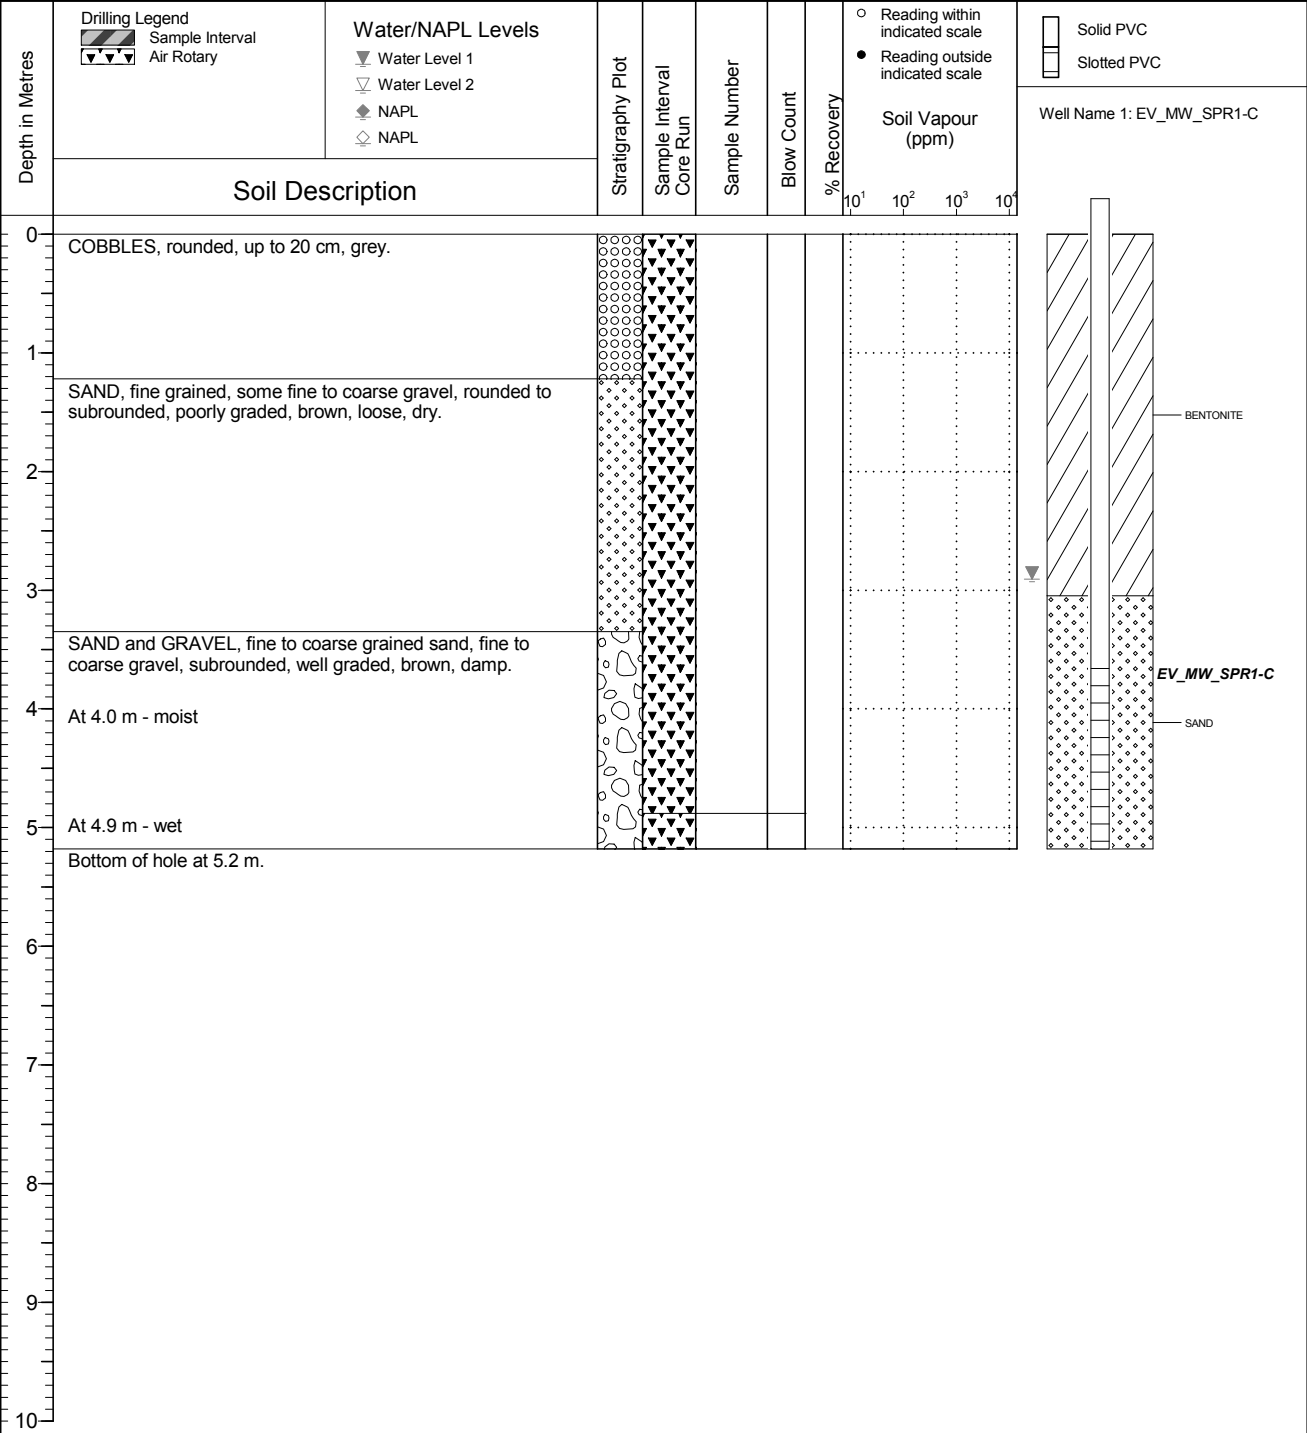 Depth in Metres
Drilling Legend
Sample Interval
Air Rotary
Water/NAPL Levels
Water Level 1
Water Level 2
NAPL
NAPL
Soil Description
Stratigraphy Plot
Sample Interval
Core Run
Sample Number
Blow Count
% Recovery
Reading within
indicated scale
Reading outside
indicated scale
Soil Vapour
(ppm)
10¹ 10² 10³ 10⁴
Solid PVC
Slotted PVC
Well Name 1: EV_MW_SPR1-C
0
COBBLES, rounded, up to 20 cm, grey.
1
SAND, fine grained, some fine to coarse gravel, rounded to
subrounded, poorly graded, brown, loose, dry.
BENTONITE
2
3
SAND and GRAVEL, fine to coarse grained sand, fine to
coarse gravel, subrounded, well graded, brown, damp.
EV_MW_SPR1-C
4
At 4.0 m - moist
SAND
5
At 4.9 m - wet
Bottom of hole at 5.2 m.
6
7
8
9
10